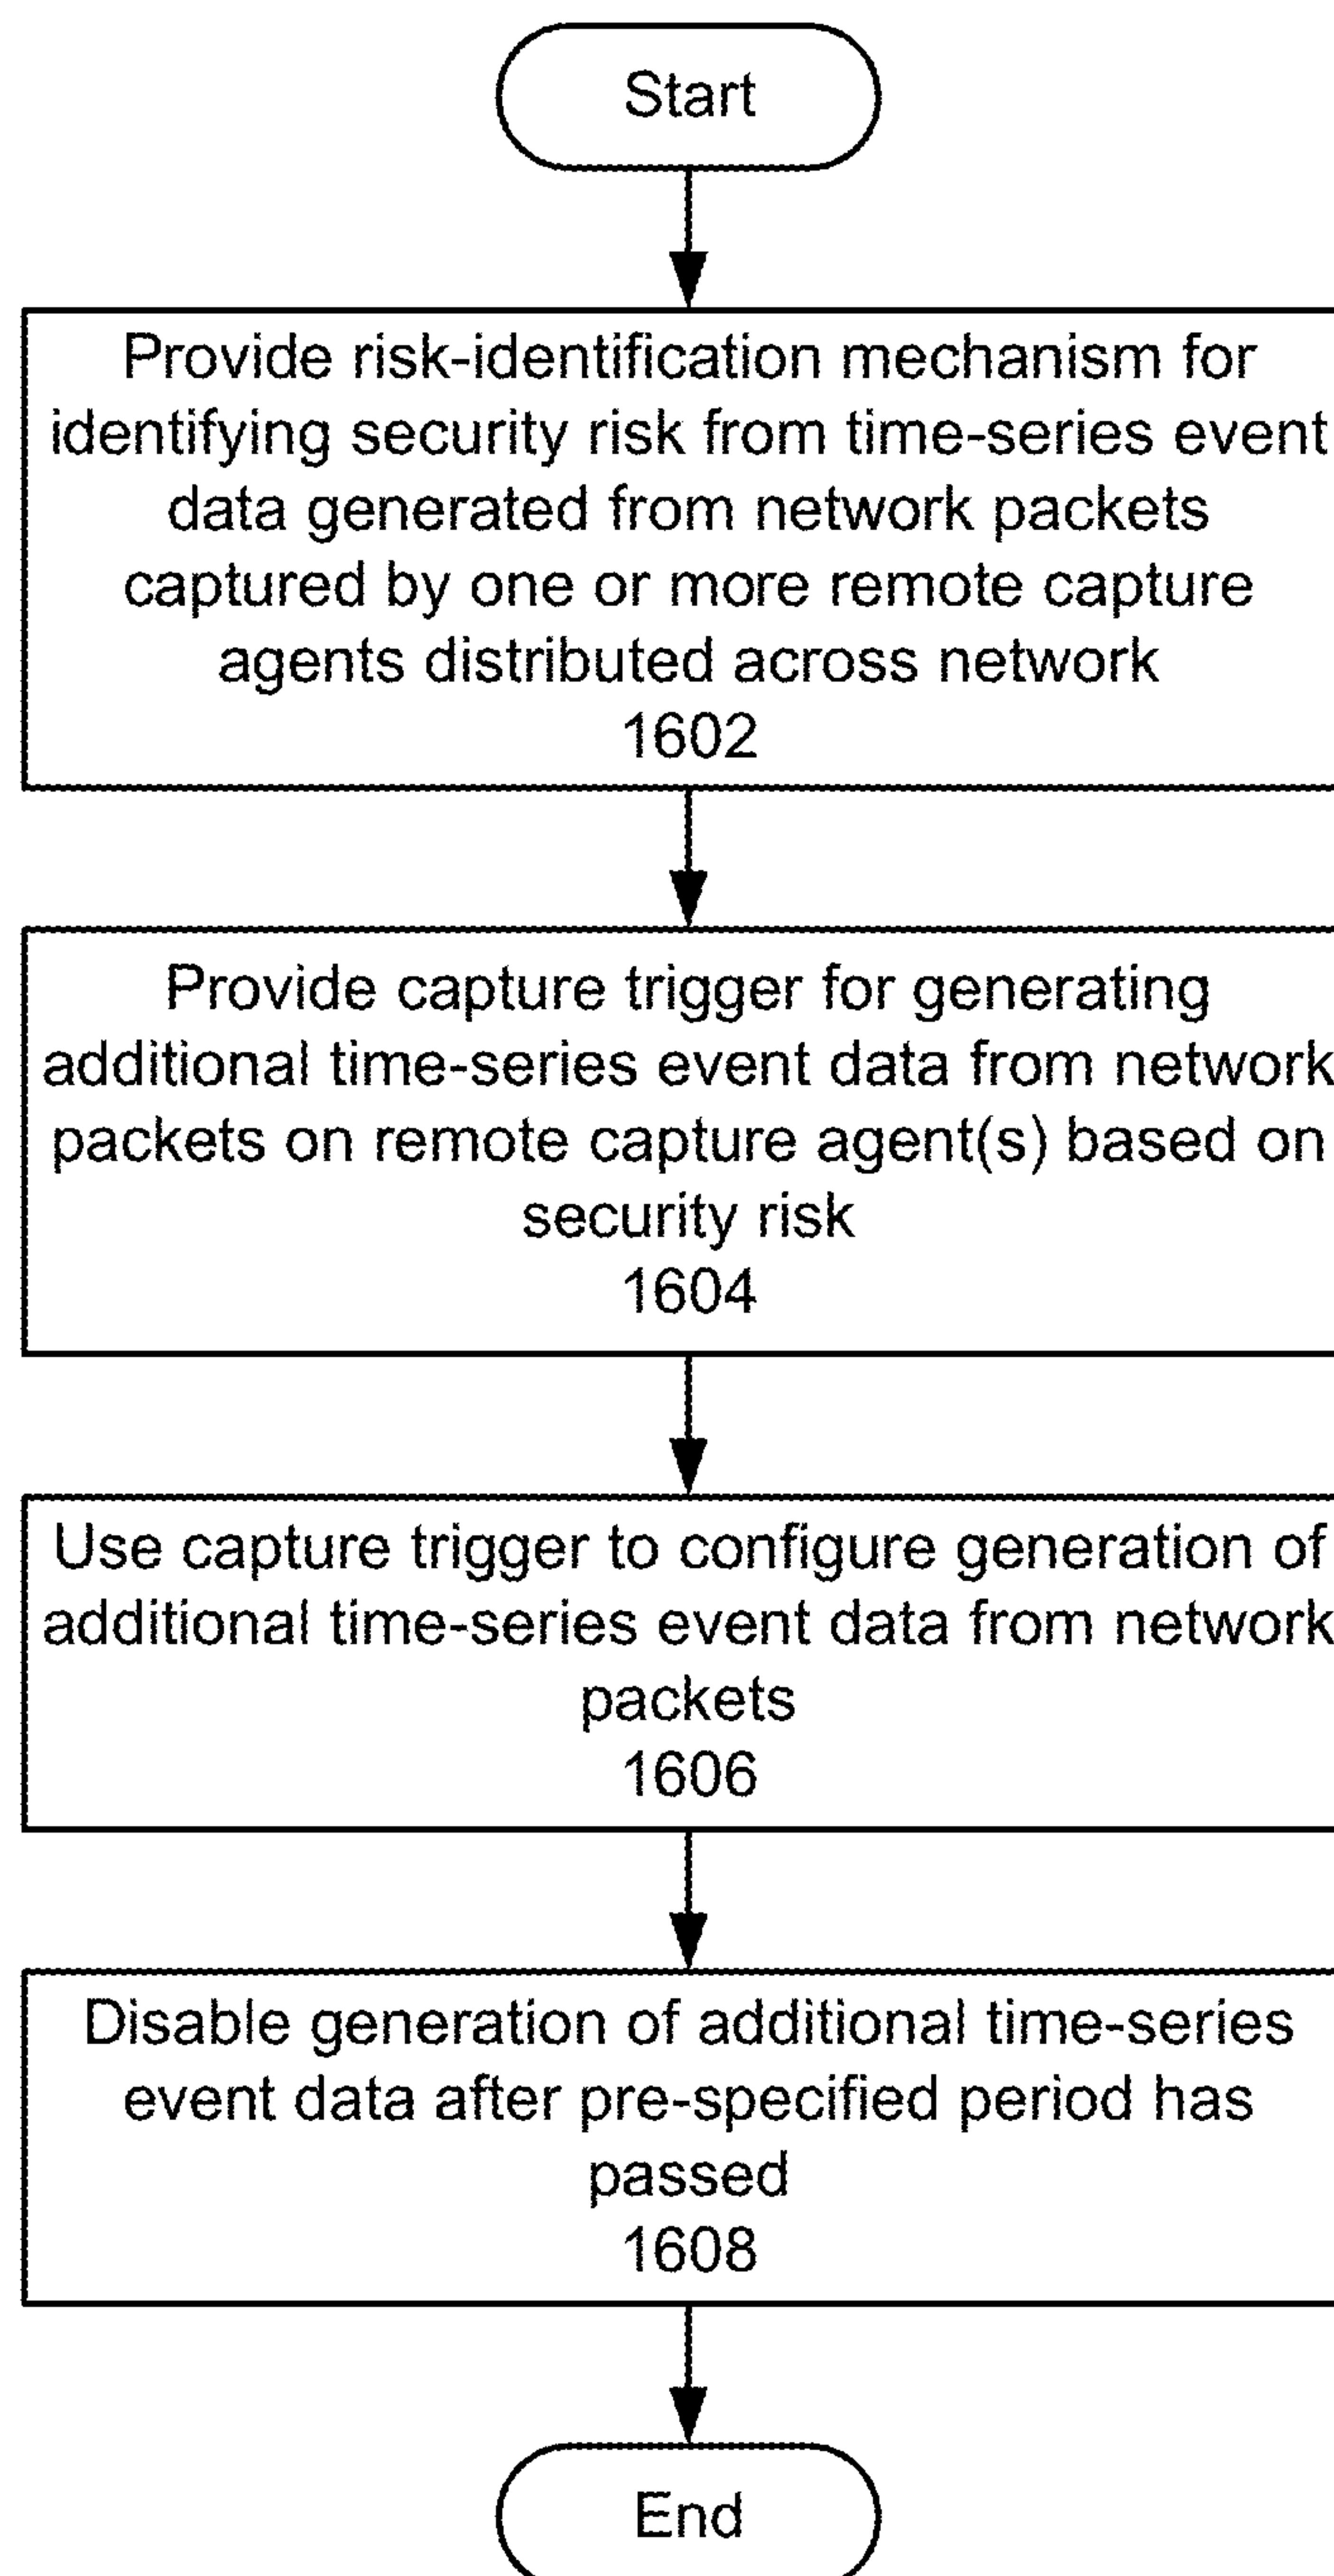 Start
Provide risk-identification mechanism for
identifying security risk from time-series event
data generated from network packets
captured by one or more remote capture
agents distributed across network
1602
Provide capture trigger for generating
additional time-series event data from network
packets on remote capture agent(s) based on
security risk
1604
Use capture trigger to configure generation of
additional time-series event data from network
packets
1606
Disable generation of additional time-series
event data after pre-specified period has
passed
1608
End